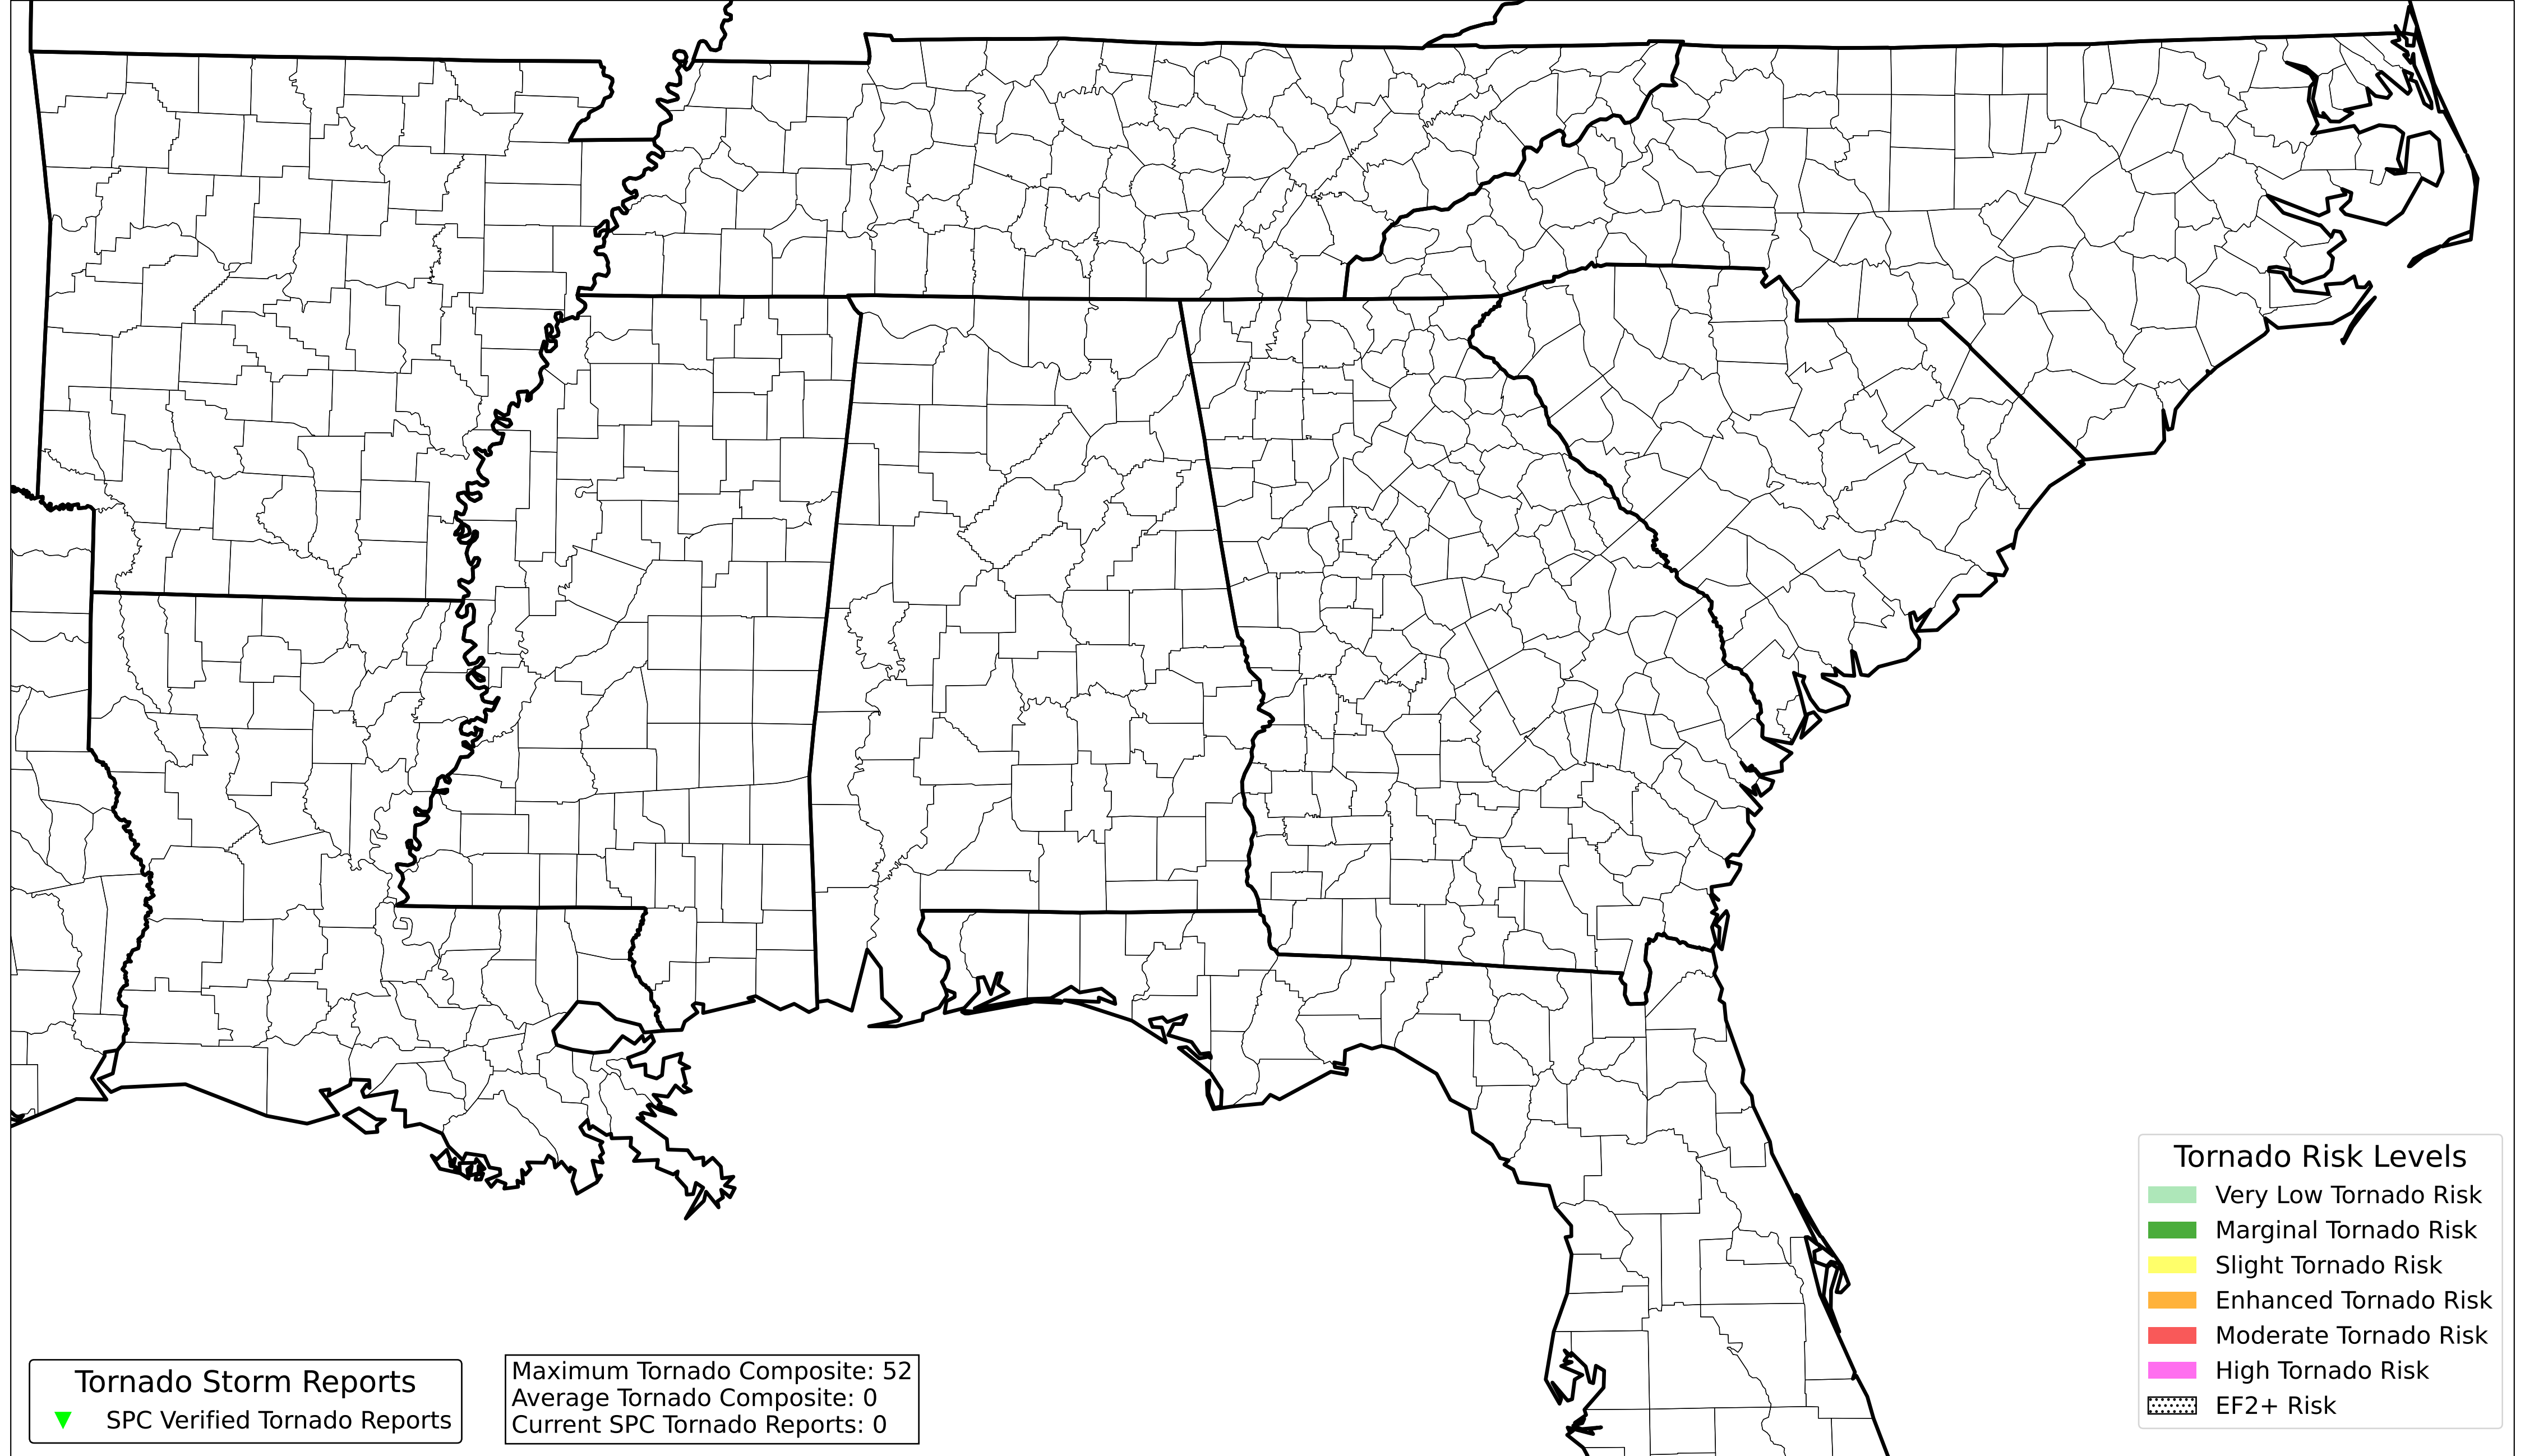 Tornado Risk Levels
Very Low Tornado Risk
Marginal Tornado Risk
Slight Tornado Risk
Enhanced Tornado Risk
Moderate Tornado Risk
High Tornado Risk
EF2+ Risk
Tornado Storm Reports
SPC Verified Tornado Reports
Maximum Tornado Composite: 52
Average Tornado Composite: 0
Current SPC Tornado Reports: 0